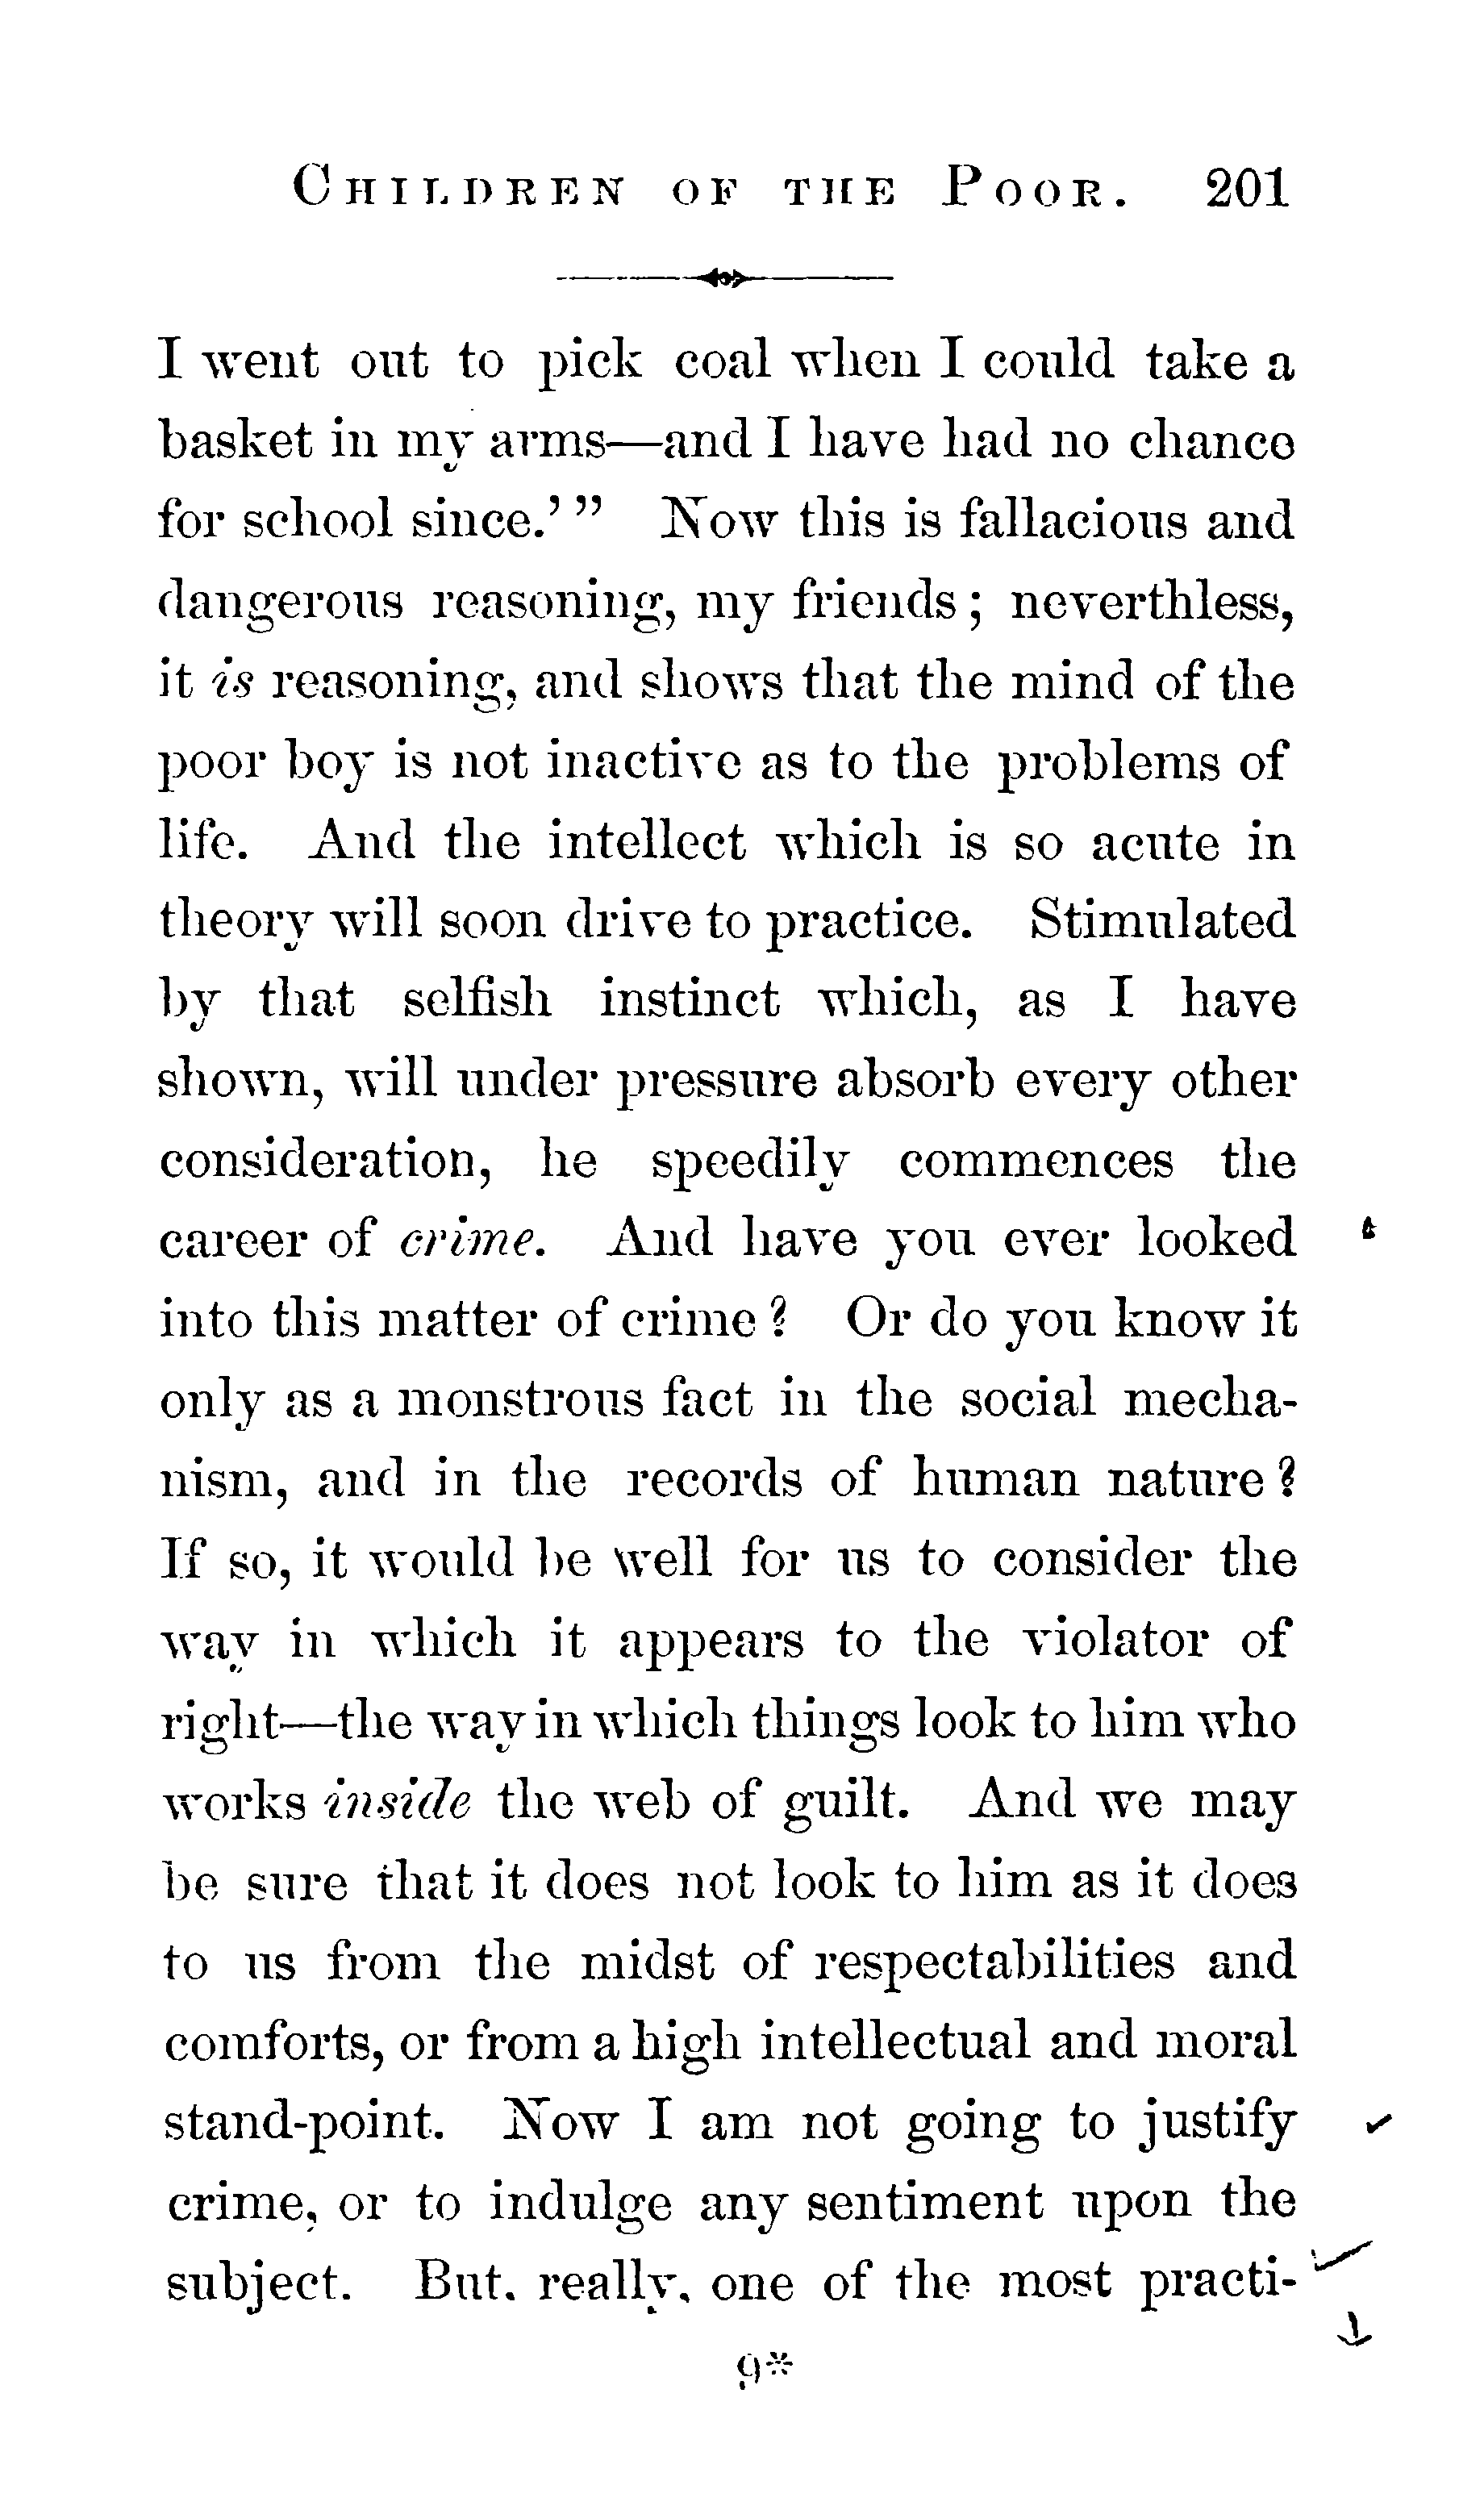 CHILDREN OF THE POOR. 201
I went out to pick coal when I could take a
basket in my arms—and I have had no chance
for school since.’ ” Now this is fallacious and
dangerous reasoning, my friends ; neverthless,
it is reasoning, and shows that the mind of the
poor boy is not inactive as to the problems of
life. And the intellect which is so acute in
theory will soon drive to practice. Stimulated
by that selfish instinct which, as I have
shown, will under pressure absorb every other
consideration, he speedily commences the
career of crime. And have you ever looked
into this matter of crime ? Or do you know it
only as a monstrous fact in the social mecha-
nism, and in the records of human nature ?
If so, it would be well for us to consider the
way in which it appears to the violator of
right—the way in which things look to him who
works inside the web of guilt. And we may
be sure that it does not look to him as it does
to us from the midst of respectabilities and
comforts, or from a high intellectual and moral
stand-point. Now I am not going to justify
crime, or to indulge any sentiment upon the
subject. But, really, one of the most practi-
9*